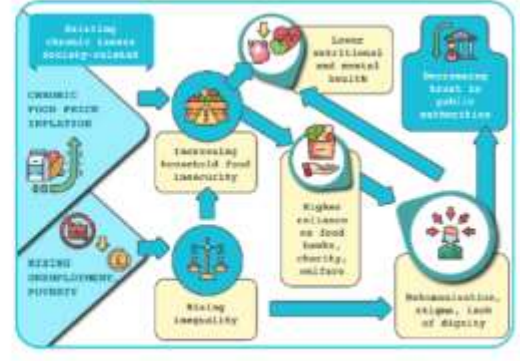 Existing
chronic issues
society-related
CHRONIC
FOOD PRICE
INFLATION
RISING
UNEMPLOYMENT,
POVERTY
Increasing
household food
insecurity
Rising
inequality
Lower
nutritional
and mental
health
Higher
reliance
on food
banks,
charity,
welfare
Decreasing
trust in
public
authorities
Dehumanisation,
stigma, lack
of dignity